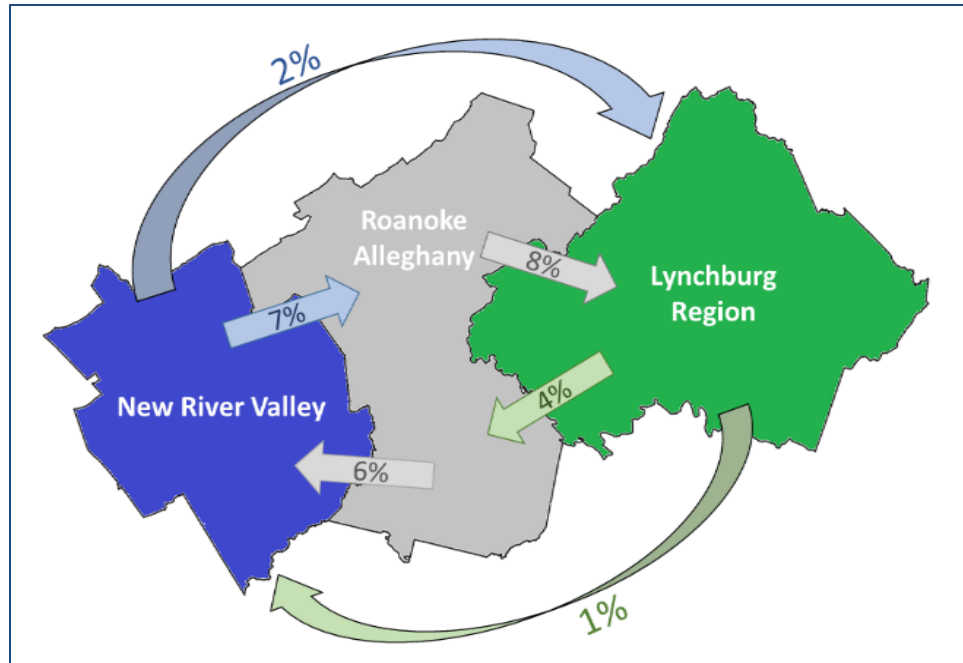 2%
Roanoke
Alleghany
8%
Lynchburg
Region
7%
4%
New River Valley
6%
1%